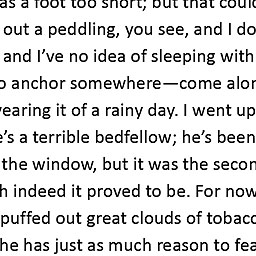 as a foot too short; but that could
out a peddling, you see, and I do
and I’ve no idea of sleeping with
o anchor somewhere—come alon
earing it of a rainy day. I went up
e’s a terrible bedfellow; he’s been
the window, but it was the secon
h indeed it proved to be. For now
puffed out great clouds of tobacc
he has just as much reason to fea